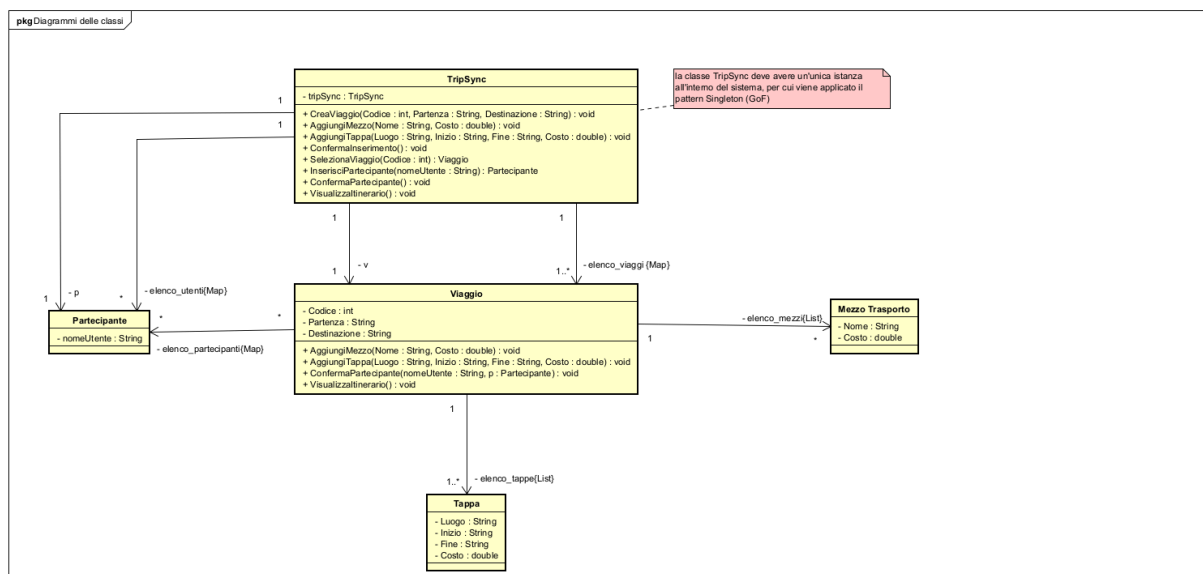 pkg Diagrammi delle classi
TripSync
- tripSync : TripSync
+ CreaViaggio(Codice : int, Partenza : String, Destinazione : String) : void
+ AggiungiMezzo(Nome : String, Costo : double) : void
+ AggiungiTappa(Luogo : String, Inizio : String, Fine : String, Costo : double) : void
+ ConfermaInserimento() : void
+ SelezionaViaggio(Codice : int) : Viaggio
+ InserisciPartecipante(nomeUtente : String) : Partecipante
+ ConfermaPartecipante() : void
+ VisualizzaItinerario() : void
la classe TripSync deve avere un'unica istanza
all'interno del sistema, per cui viene applicato il
pattern Singleton (GoF)
1
1
1
1
1
- p
*
- elenco_utenti{Map}
1
- v
1..*
- elenco_viaggi {Map}
Partecipante
- nomeUtente : String
*
*
- elenco_partecipanti{Map}
Viaggio
- Codice : int
- Partenza : String
- Destinazione : String
+ AggiungiMezzo(Nome : String, Costo : double) : void
+ AggiungiTappa(Luogo : String, Inizio : String, Fine : String, Costo : double) : void
+ ConfermaPartecipante(nomeUtente : String, p : Partecipante) : void
+ VisualizzaItinerario() : void
- elenco_mezzi{List}
1
*
Mezzo Trasporto
- Nome : String
- Costo : double
1
1..*
- elenco_tappe{List}
Tappa
- Luogo : String
- Inizio : String
- Fine : String
- Costo : double